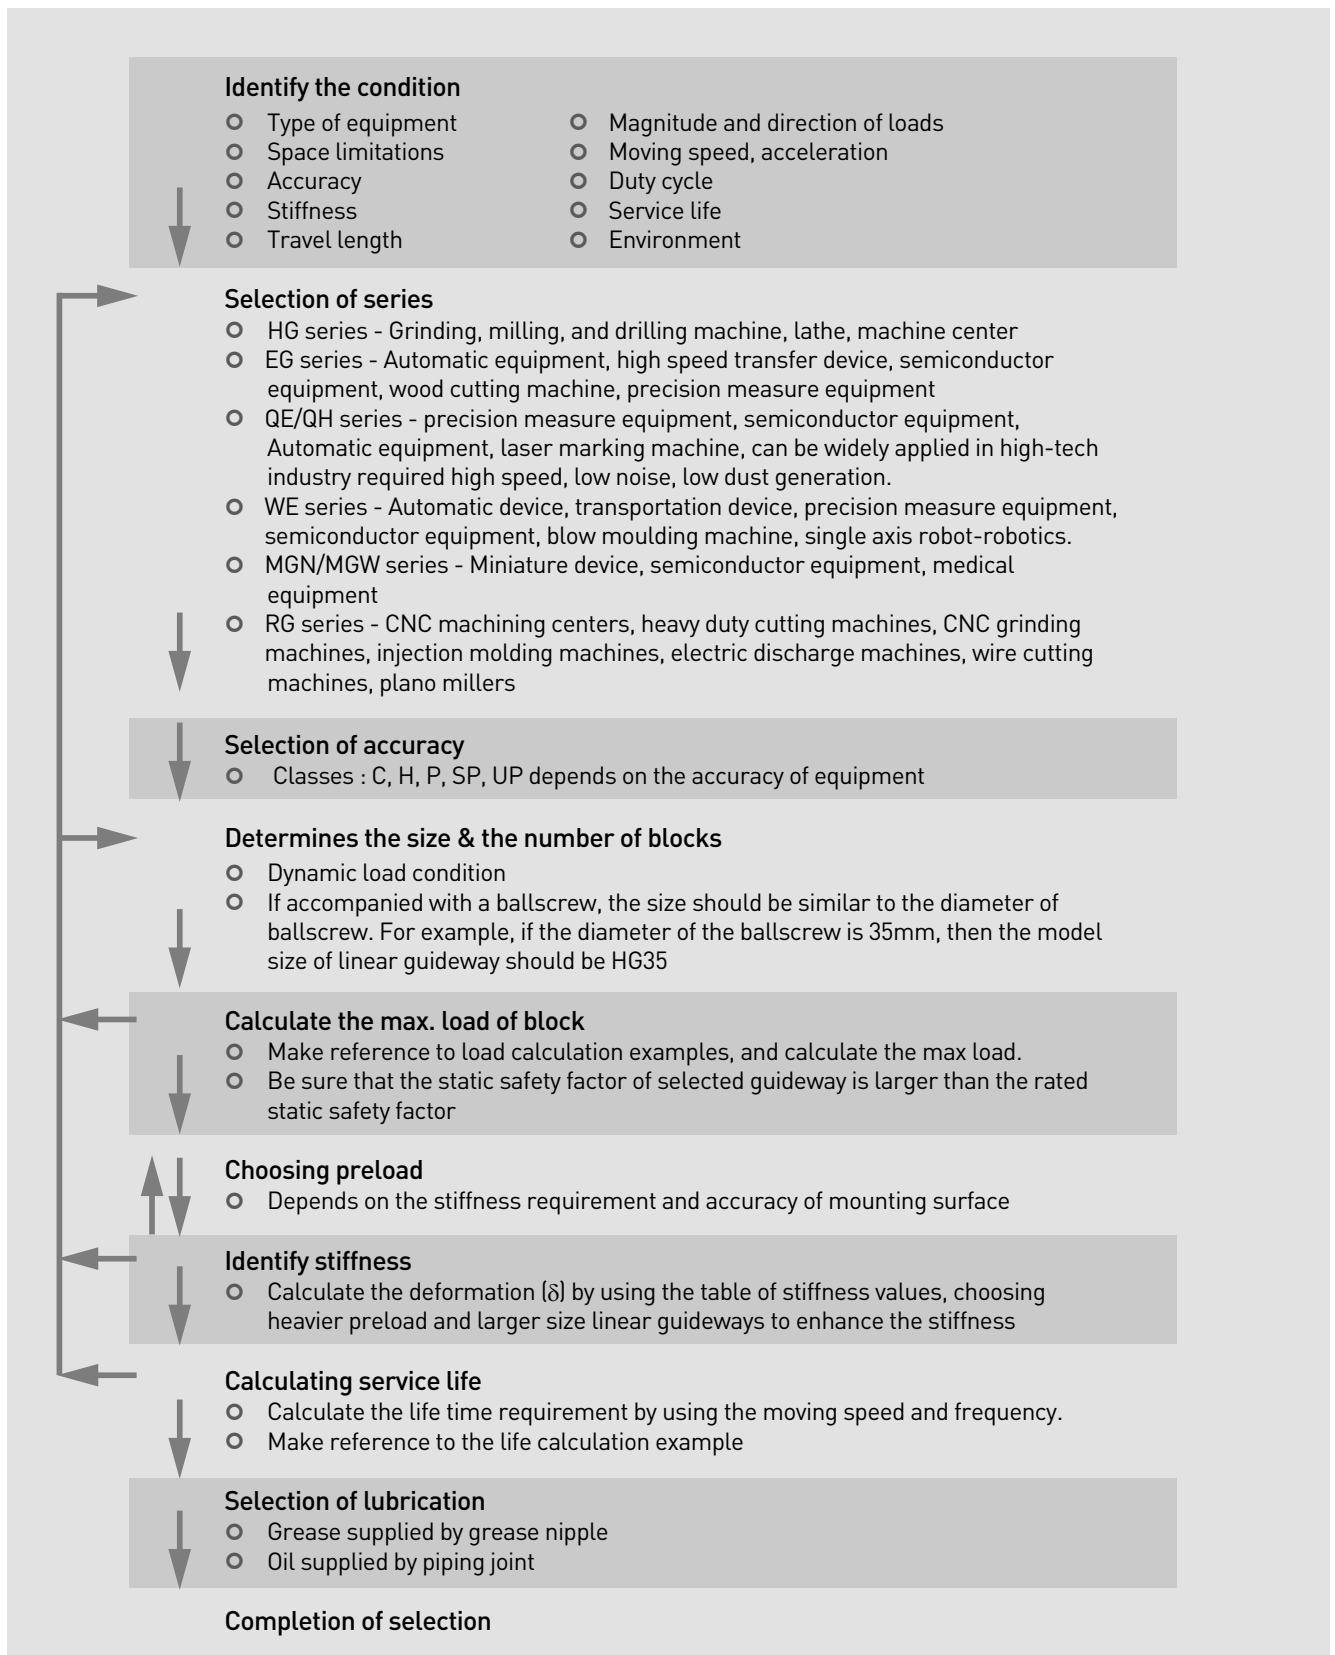 Identify the condition
Type of equipment
Space limitations
Accuracy
Stiffness
Travel length
Magnitude and direction of loads
Moving speed, acceleration
Duty cycle
Service life
Environment
Selection of series
HG series - Grinding, milling, and drilling machine, lathe, machine center
EG series - Automatic equipment, high speed transfer device, semiconductor
equipment, wood cutting machine, precision measure equipment
QE/QH series - precision measure equipment, semiconductor equipment,
Automatic equipment, laser marking machine, can be widely applied in high-tech
industry required high speed, low noise, low dust generation.
WE series - Automatic device, transportation device, precision measure equipment,
semiconductor equipment, blow moulding machine, single axis robot-robotics.
MGN/MGW series - Miniature device, semiconductor equipment, medical
equipment
RG series - CNC machining centers, heavy duty cutting machines, CNC grinding
machines, injection molding machines, electric discharge machines, wire cutting
machines, plano millers
Selection of accuracy
Classes : C, H, P, SP, UP depends on the accuracy of equipment
Determines the size & the number of blocks
Dynamic load condition
If accompanied with a ballscrew, the size should be similar to the diameter of
ballscrew. For example, if the diameter of the ballscrew is 35mm, then the model
size of linear guideway should be HG35
Calculate the max. load of block
Make reference to load calculation examples, and calculate the max load.
Be sure that the static safety factor of selected guideway is larger than the rated
static safety factor
Choosing preload
Depends on the stiffness requirement and accuracy of mounting surface
Identify stiffness
Calculate the deformation (δ) by using the table of stiffness values, choosing
heavier preload and larger size linear guideways to enhance the stiffness
Calculating service life
Calculate the life time requirement by using the moving speed and frequency.
Make reference to the life calculation example
Selection of lubrication
Grease supplied by grease nipple
Oil supplied by piping joint
Completion of selection